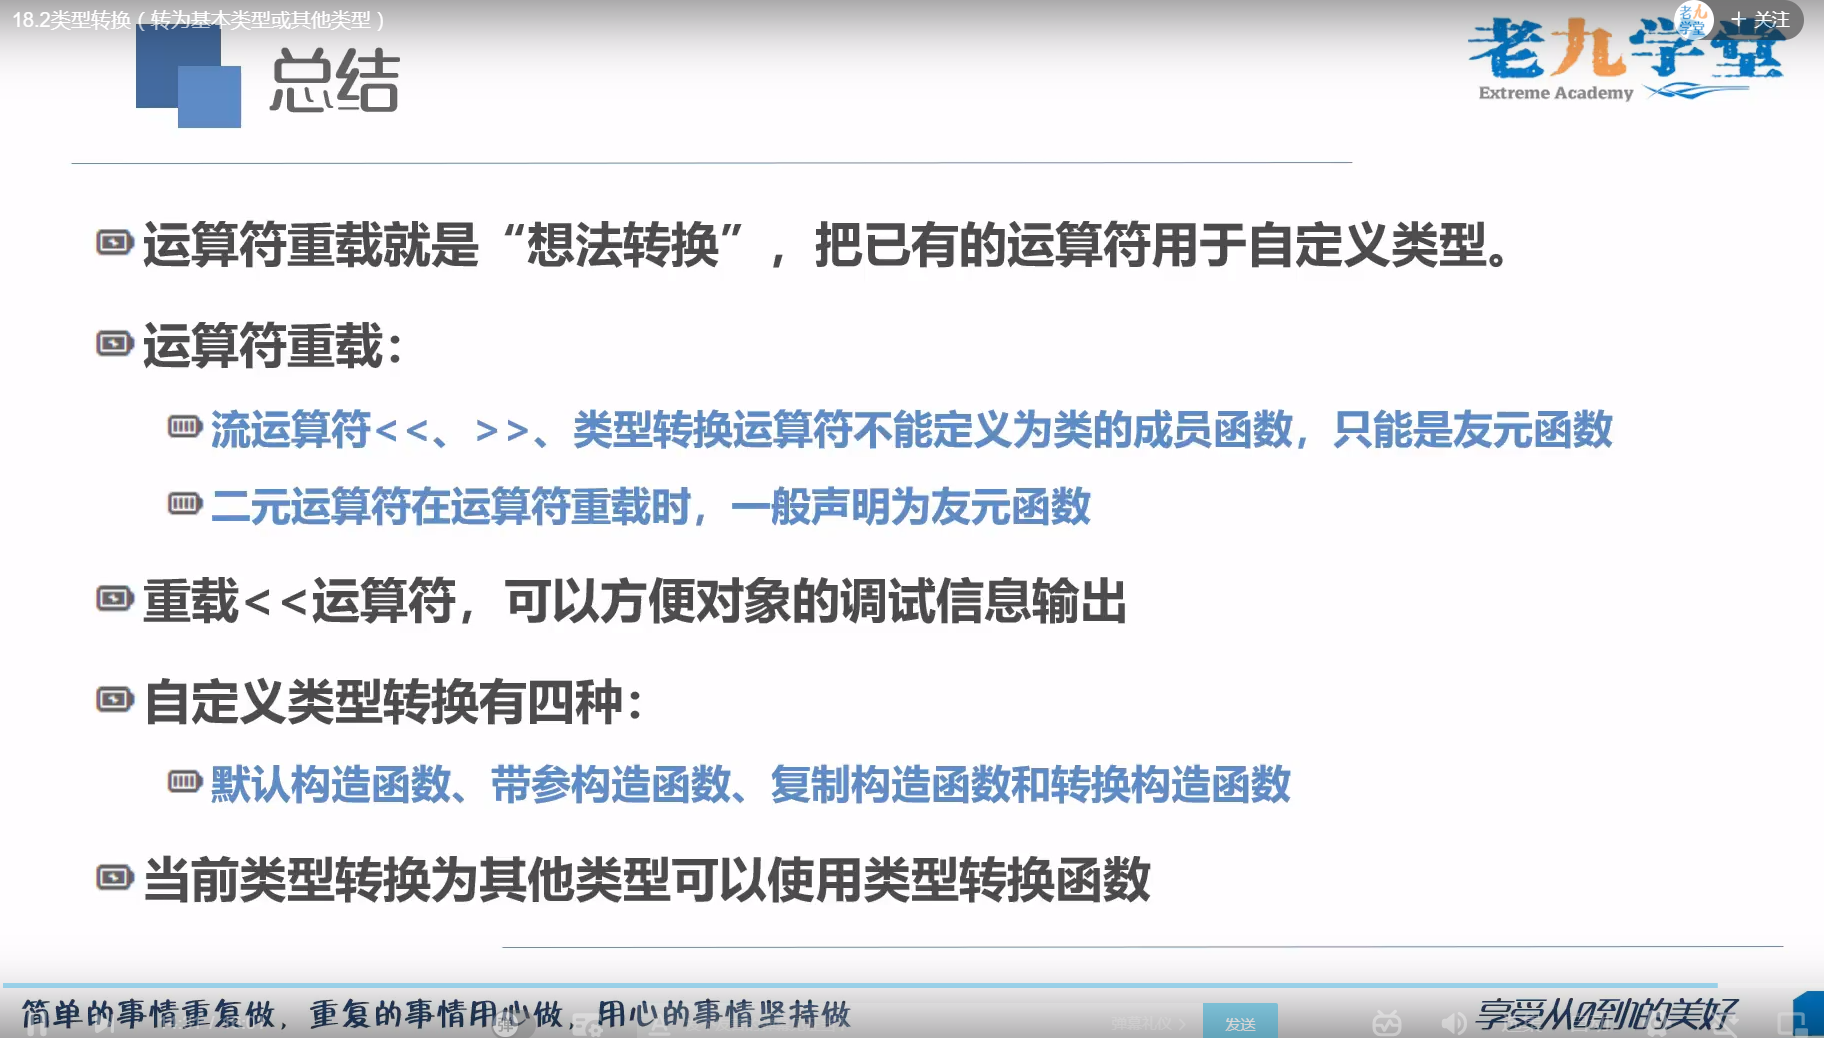 18.2类型转换（转为基本类型或其他类型）
老九学堂
+ 关注
总结
老九学堂
Extreme Academy
运算符重载就是“想法转换”，把已有的运算符用于自定义类型。
运算符重载：
流运算符<<、>>、类型转换运算符不能定义为类的成员函数，只能是友元函数
二元运算符在运算符重载时，一般声明为友元函数
重载<<运算符，可以方便对象的调试信息输出
自定义类型转换有四种：
默认构造函数、带参构造函数、复制构造函数和转换构造函数
当前类型转换为其他类型可以使用类型转换函数
简单的事情重复做，重复的事情用心做，用心的事情坚持做
弹
弹幕礼仪 >
发送
享受从0到1的美好